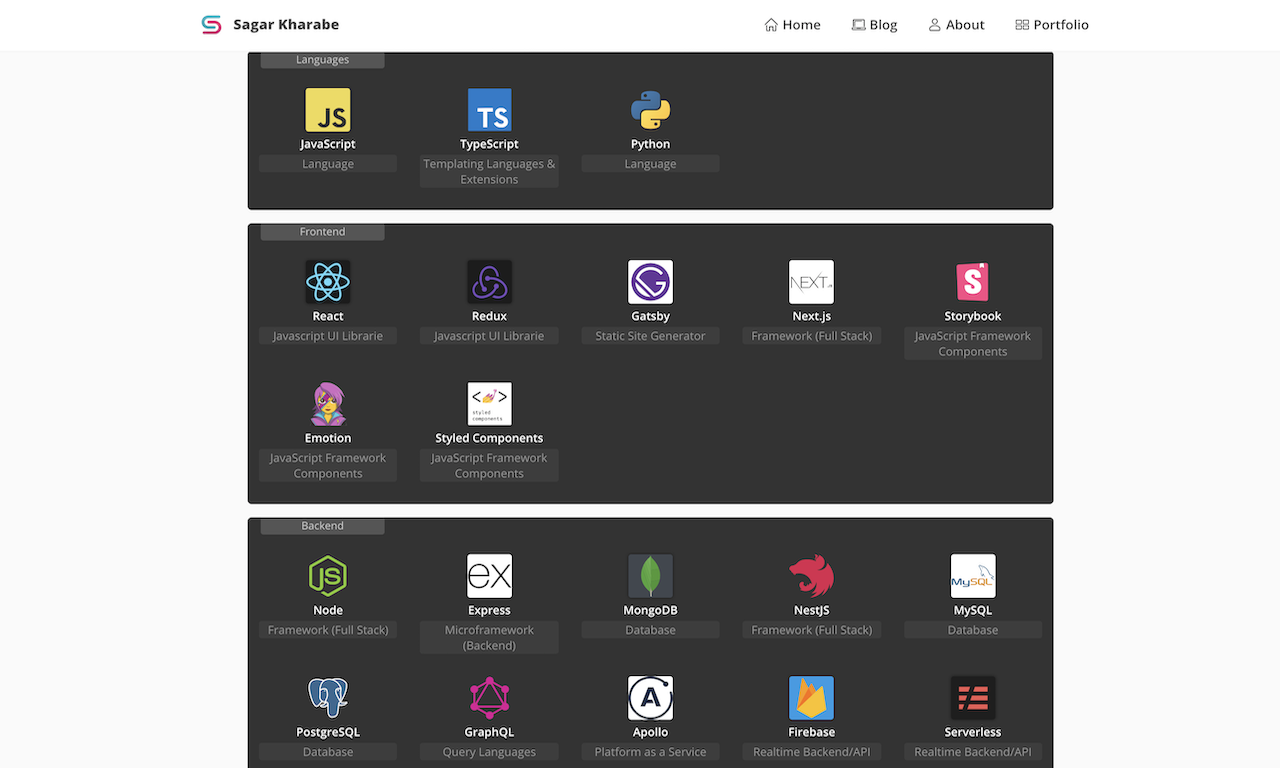 Sagar Kharabe
Home
Blog
About
Portfolio
Languages
JS
TS
JavaScript
TypeScript
Python
Language
Templating Languages &
Extensions
Language
Frontend
NEXT.JS
S
React
Redux
Gatsby
Next.js
Storybook
Javascript UI Librarie
Javascript UI Librarie
Static Site Generator
Framework (Full Stack)
JavaScript Framework
Components
< >
styled
components
Emotion
Styled Components
JavaScript Framework
Components
JavaScript Framework
Components
Backend
JS
ex
MySQL
Node
Express
MongoDB
NestJS
MySQL
Framework (Full Stack)
Microframework
(Backend)
Database
Framework (Full Stack)
Database
A
PostgreSQL
GraphQL
Apollo
Firebase
Serverless
Database
Query Languages
Platform as a Service
Realtime Backend/API
Realtime Backend/API